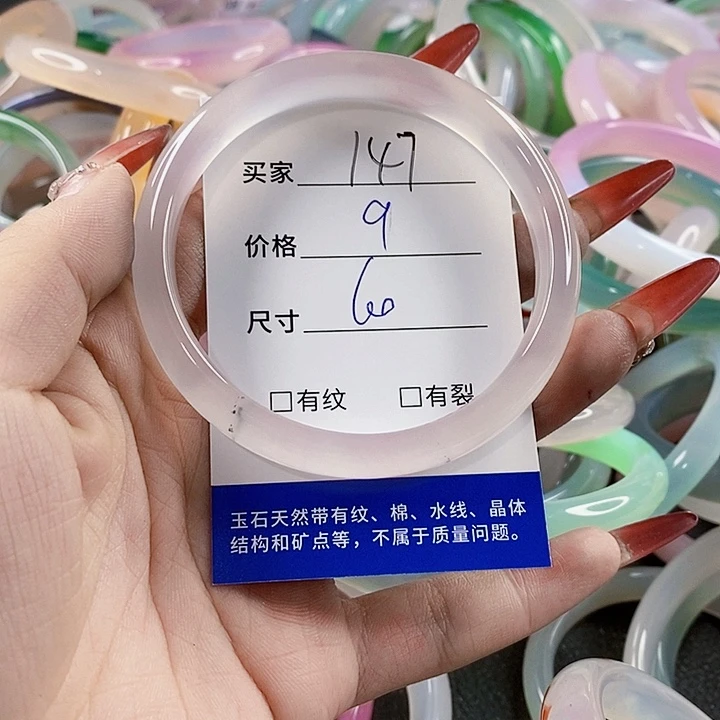 买家 147
价格 9
尺寸 60
□有纹 □有裂
玉石天然带有纹、棉、水线、晶体
结构和矿点等，不属于质量问题。